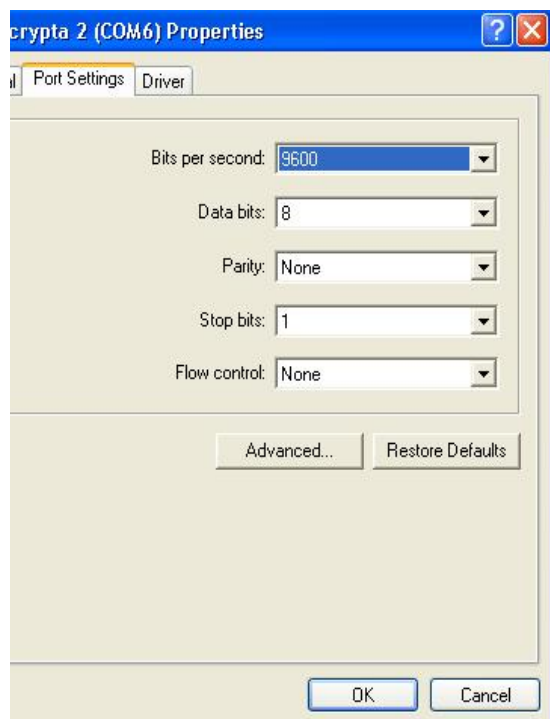 crypta 2 (COM6) Properties
Port Settings Driver
Bits per second: 9600
Data bits: 8
Parity: None
Stop bits: 1
Flow control: None
Advanced... Restore Defaults
OK Cancel